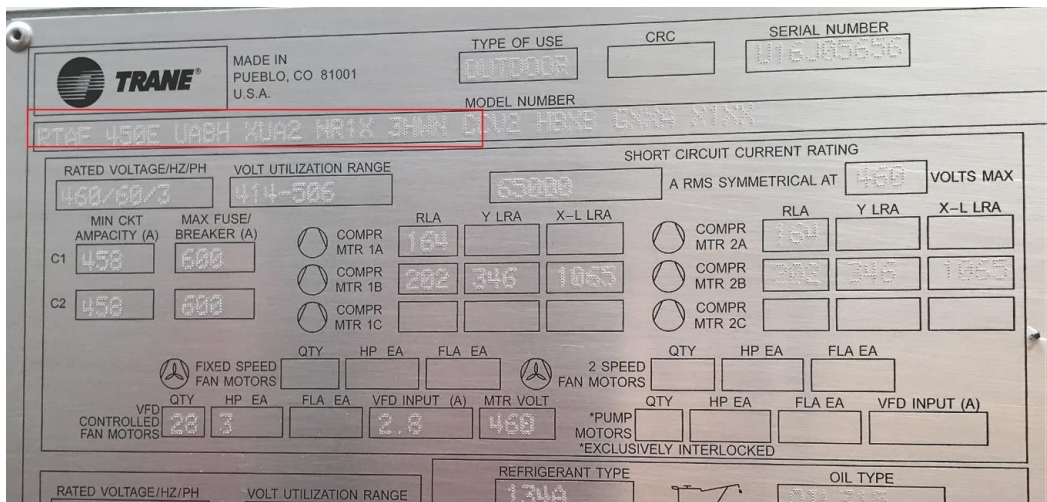 TRANE®
MADE IN
PUEBLO, CO 81001
U.S.A.
TYPE OF USE
OUTDOOR
CRC
SERIAL NUMBER
U16J05656
MODEL NUMBER
RTAF 450E UA8H XUA2 NR1X 3HMN
RATED VOLTAGE/HZ/PH
460/60/3
VOLT UTILIZATION RANGE
414-506
SHORT CIRCUIT CURRENT RATING
65000 A RMS SYMMETRICAL AT 460 VOLTS MAX
MIN CKT
AMPACITY (A)
MAX FUSE/
BREAKER (A)
C1 458 600
C2 458 600
RLA Y LRA X-L LRA
COMPR
MTR 1A 164
COMPR
MTR 1B 202 346 1065
COMPR
MTR 1C
RLA Y LRA X-L LRA
COMPR
MTR 2A 164
COMPR
MTR 2B 202 346 1065
COMPR
MTR 2C
QTY HP EA FLA EA
FIXED SPEED
FAN MOTORS
QTY HP EA FLA EA
2 SPEED
FAN MOTORS
QTY HP EA FLA EA VFD INPUT (A) MTR VOLT
VFD
CONTROLLED
FAN MOTORS
28 3 2.8 460
QTY HP EA FLA EA VFD INPUT (A)
*PUMP
MOTORS
*EXCLUSIVELY INTERLOCKED
RATED VOLTAGE/HZ/PH
VOLT UTILIZATION RANGE
REFRIGERANT TYPE
134A
OIL TYPE